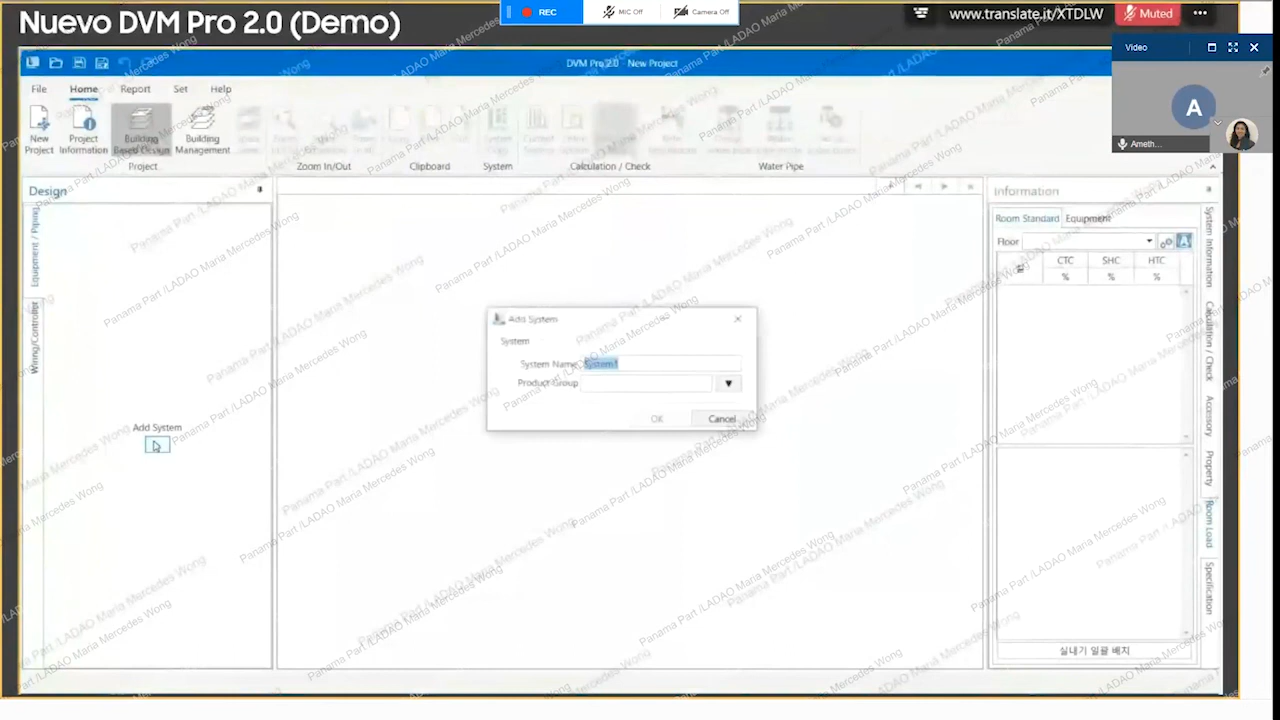 Nuevo DVM Pro 2.0 (Demo)
REC
MIC Off
Camera Off
www.translate.it/XTDLW
Muted
Video
A
Ameth...
DVM Pro 2.0 - New Project
File
Home
Report
Set
Help
New Project
Project Information
Building Based Design
Building Management
Project
Zoom In/Out
Clipboard
System
Calculation / Check
Water Pipe
Design
Equipment / Piping
Wiring/Controller
Add System
Add System
System
System Name
System1
Product Group
OK
Cancel
Information
Room Standard
Equipment
Floor
CTC
SHC
HTC
%
%
%
System Information
Calculation / Check
Accessory
Property
Room Load
Specification
실내기 일괄 배치
Panama Part /LADAO Maria Mercedes Wong